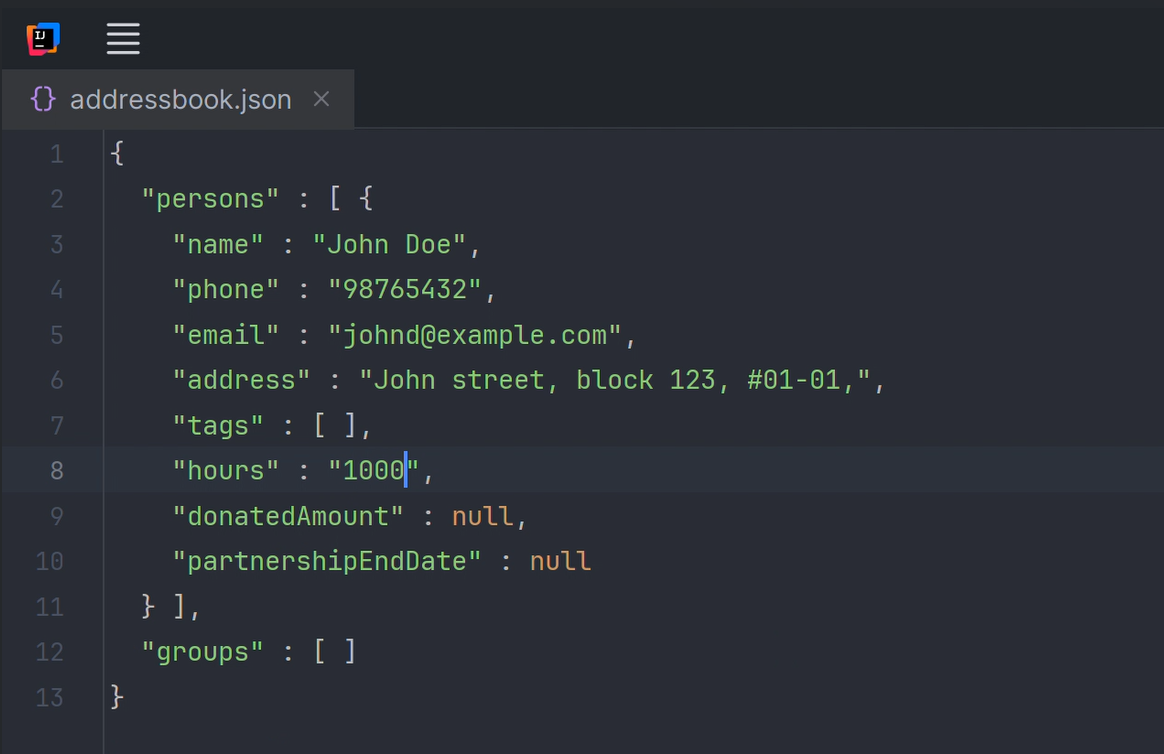 IJ
{} addressbook.json ×
1 {
2 "persons" : [ {
3 "name" : "John Doe",
4 "phone" : "98765432",
5 "email" : "johnd@example.com",
6 "address" : "John street, block 123, #01-01,",
7 "tags" : [ ],
8 "hours" : "1000",
9 "donatedAmount" : null,
10 "partnershipEndDate" : null
11 } ],
12 "groups" : [ ]
13 }